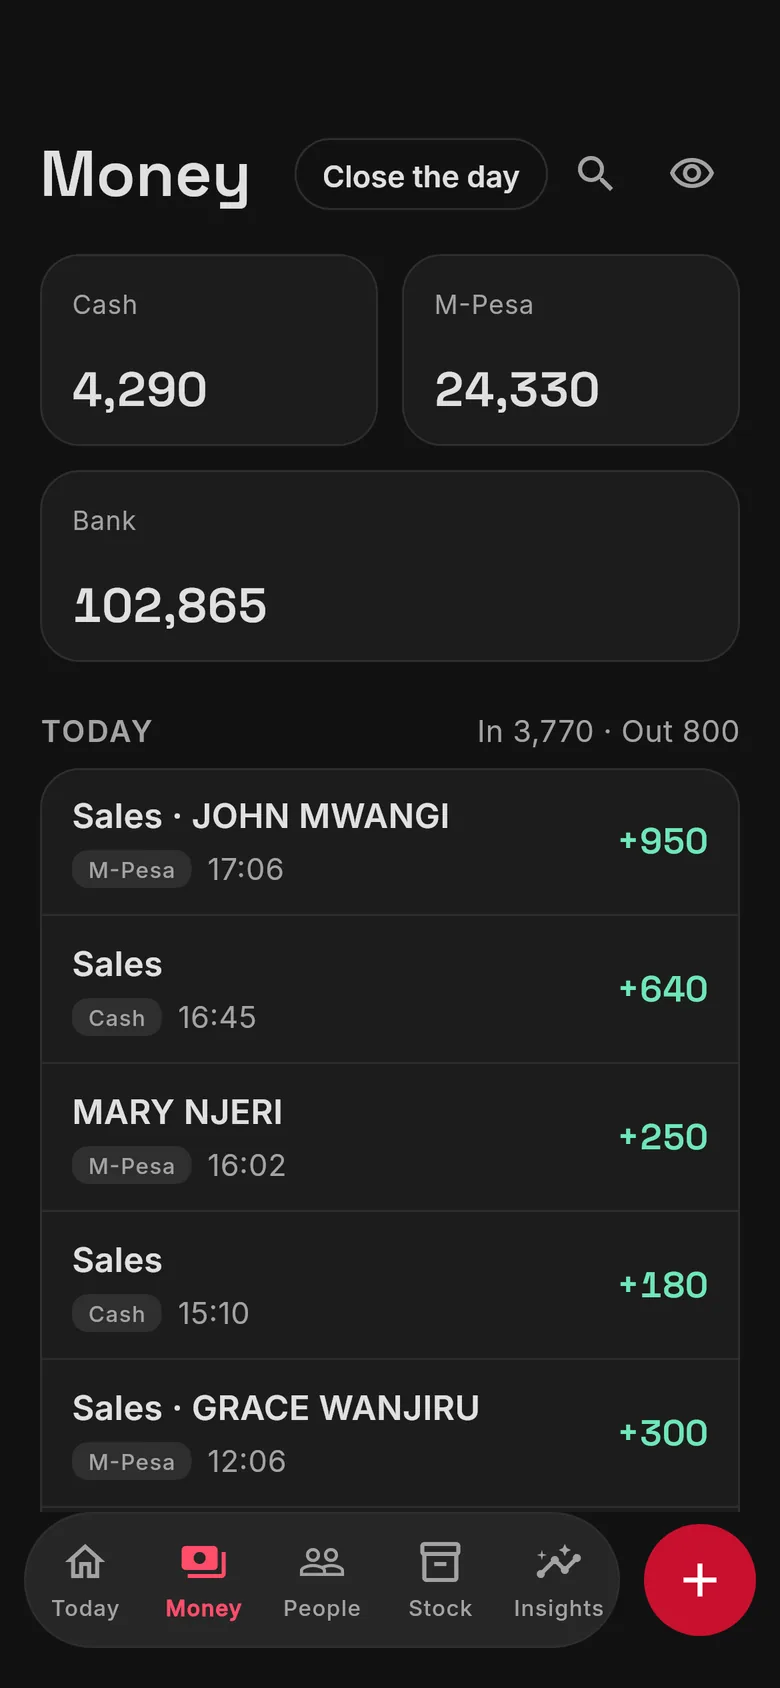 Money
Close the day
Cash
4,290
M-Pesa
24,330
Bank
102,865
TODAY
In 3,770 · Out 800
Sales · JOHN MWANGI
+950
M-Pesa 17:06
Sales
+640
Cash 16:45
MARY NJERI
+250
M-Pesa 16:02
Sales
+180
Cash 15:10
Sales · GRACE WANJIRU
+300
M-Pesa 12:06
Today
Money
People
Stock
Insights
+